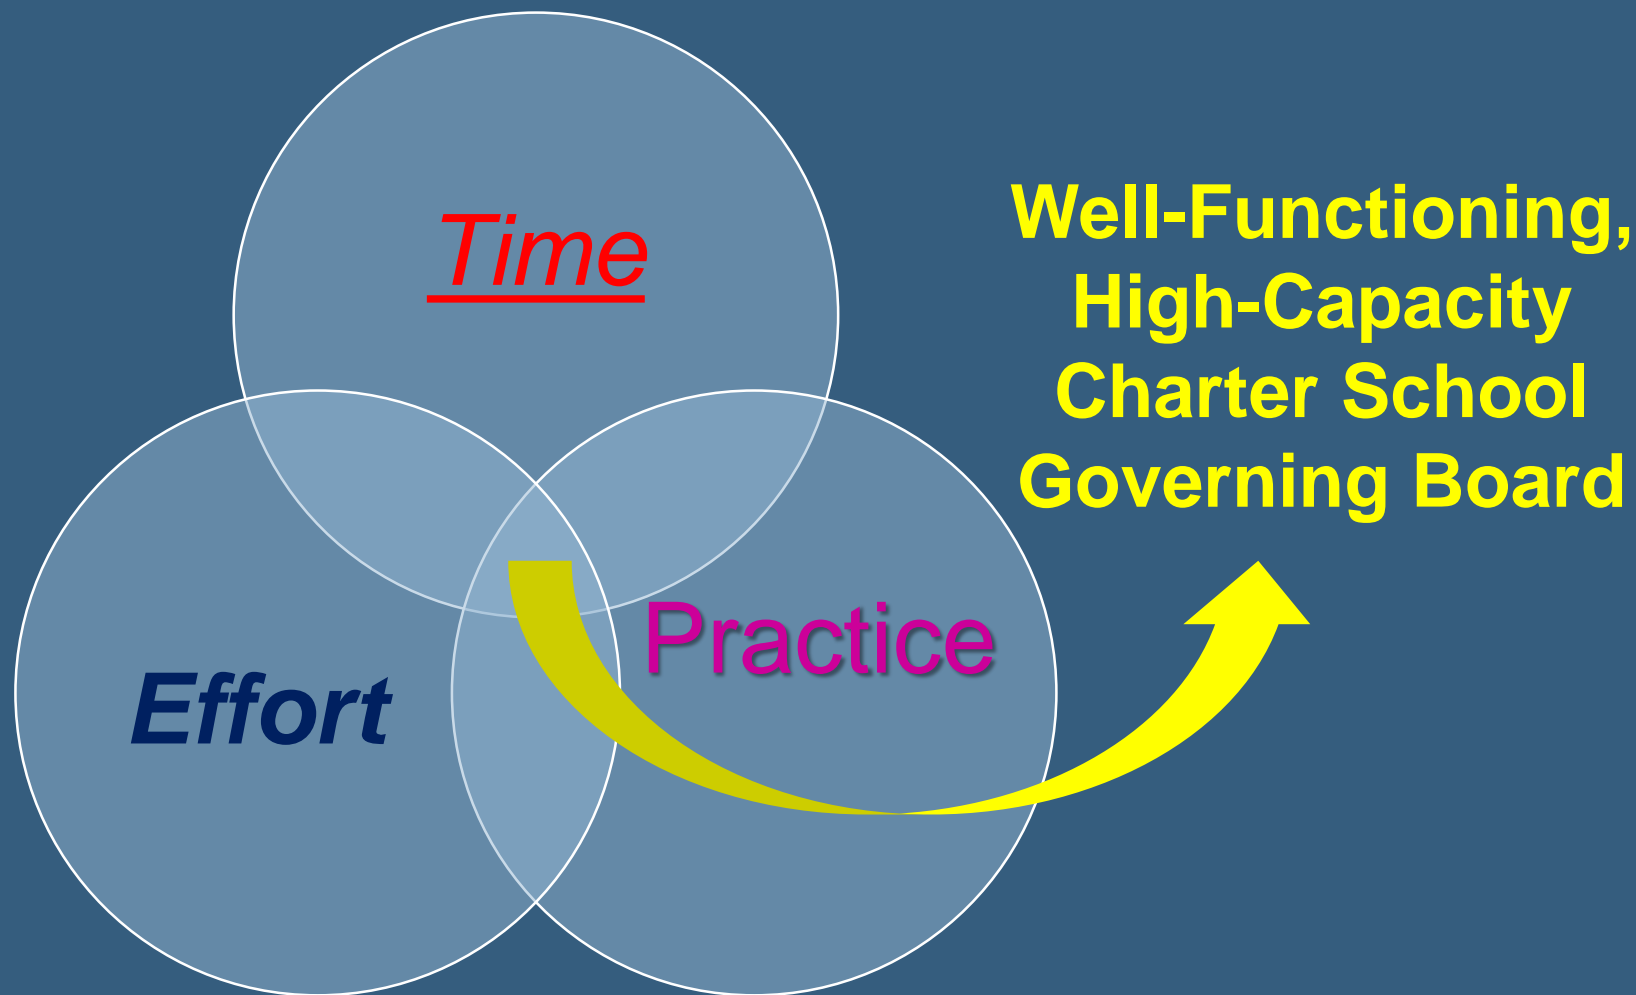 Time
Effort
Practice
Well-Functioning,
High-Capacity
Charter School
Governing Board